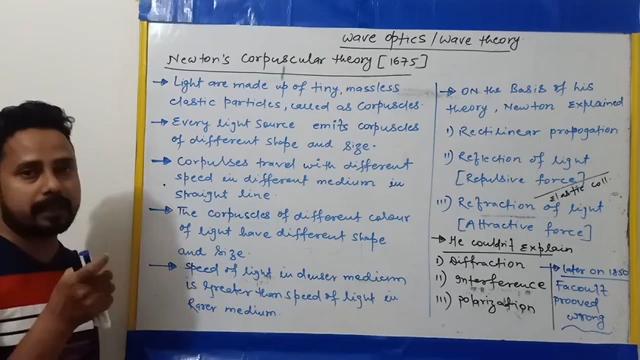 Wave optics / Wave theory
Newton's Corpuscular theory [1675]
→ Light are made up of tiny, massless
elastic particles, called as Corpuscles.
→ Every light Source emits corpuscles
of different shape and size.
→ Corpulses travel with different
speed in different medium in
straight line.
→ The corpuscles of different colour
of light have different shape
and size.
→ Speed of light in denser medium
is greater than speed of light in
Rarer medium.
→ ON the Basis of his
theory, Newton Explained
i) Rectilinear propogation
ii) Reflection of light
[Repulsive force]
Elastic coll.
iii) Refraction of light
[Attractive force]
→ He couldn't Explain
i) Diffraction
ii) interference
iii) polarization
→ Later on 1850
Facoult
prooved
wrong